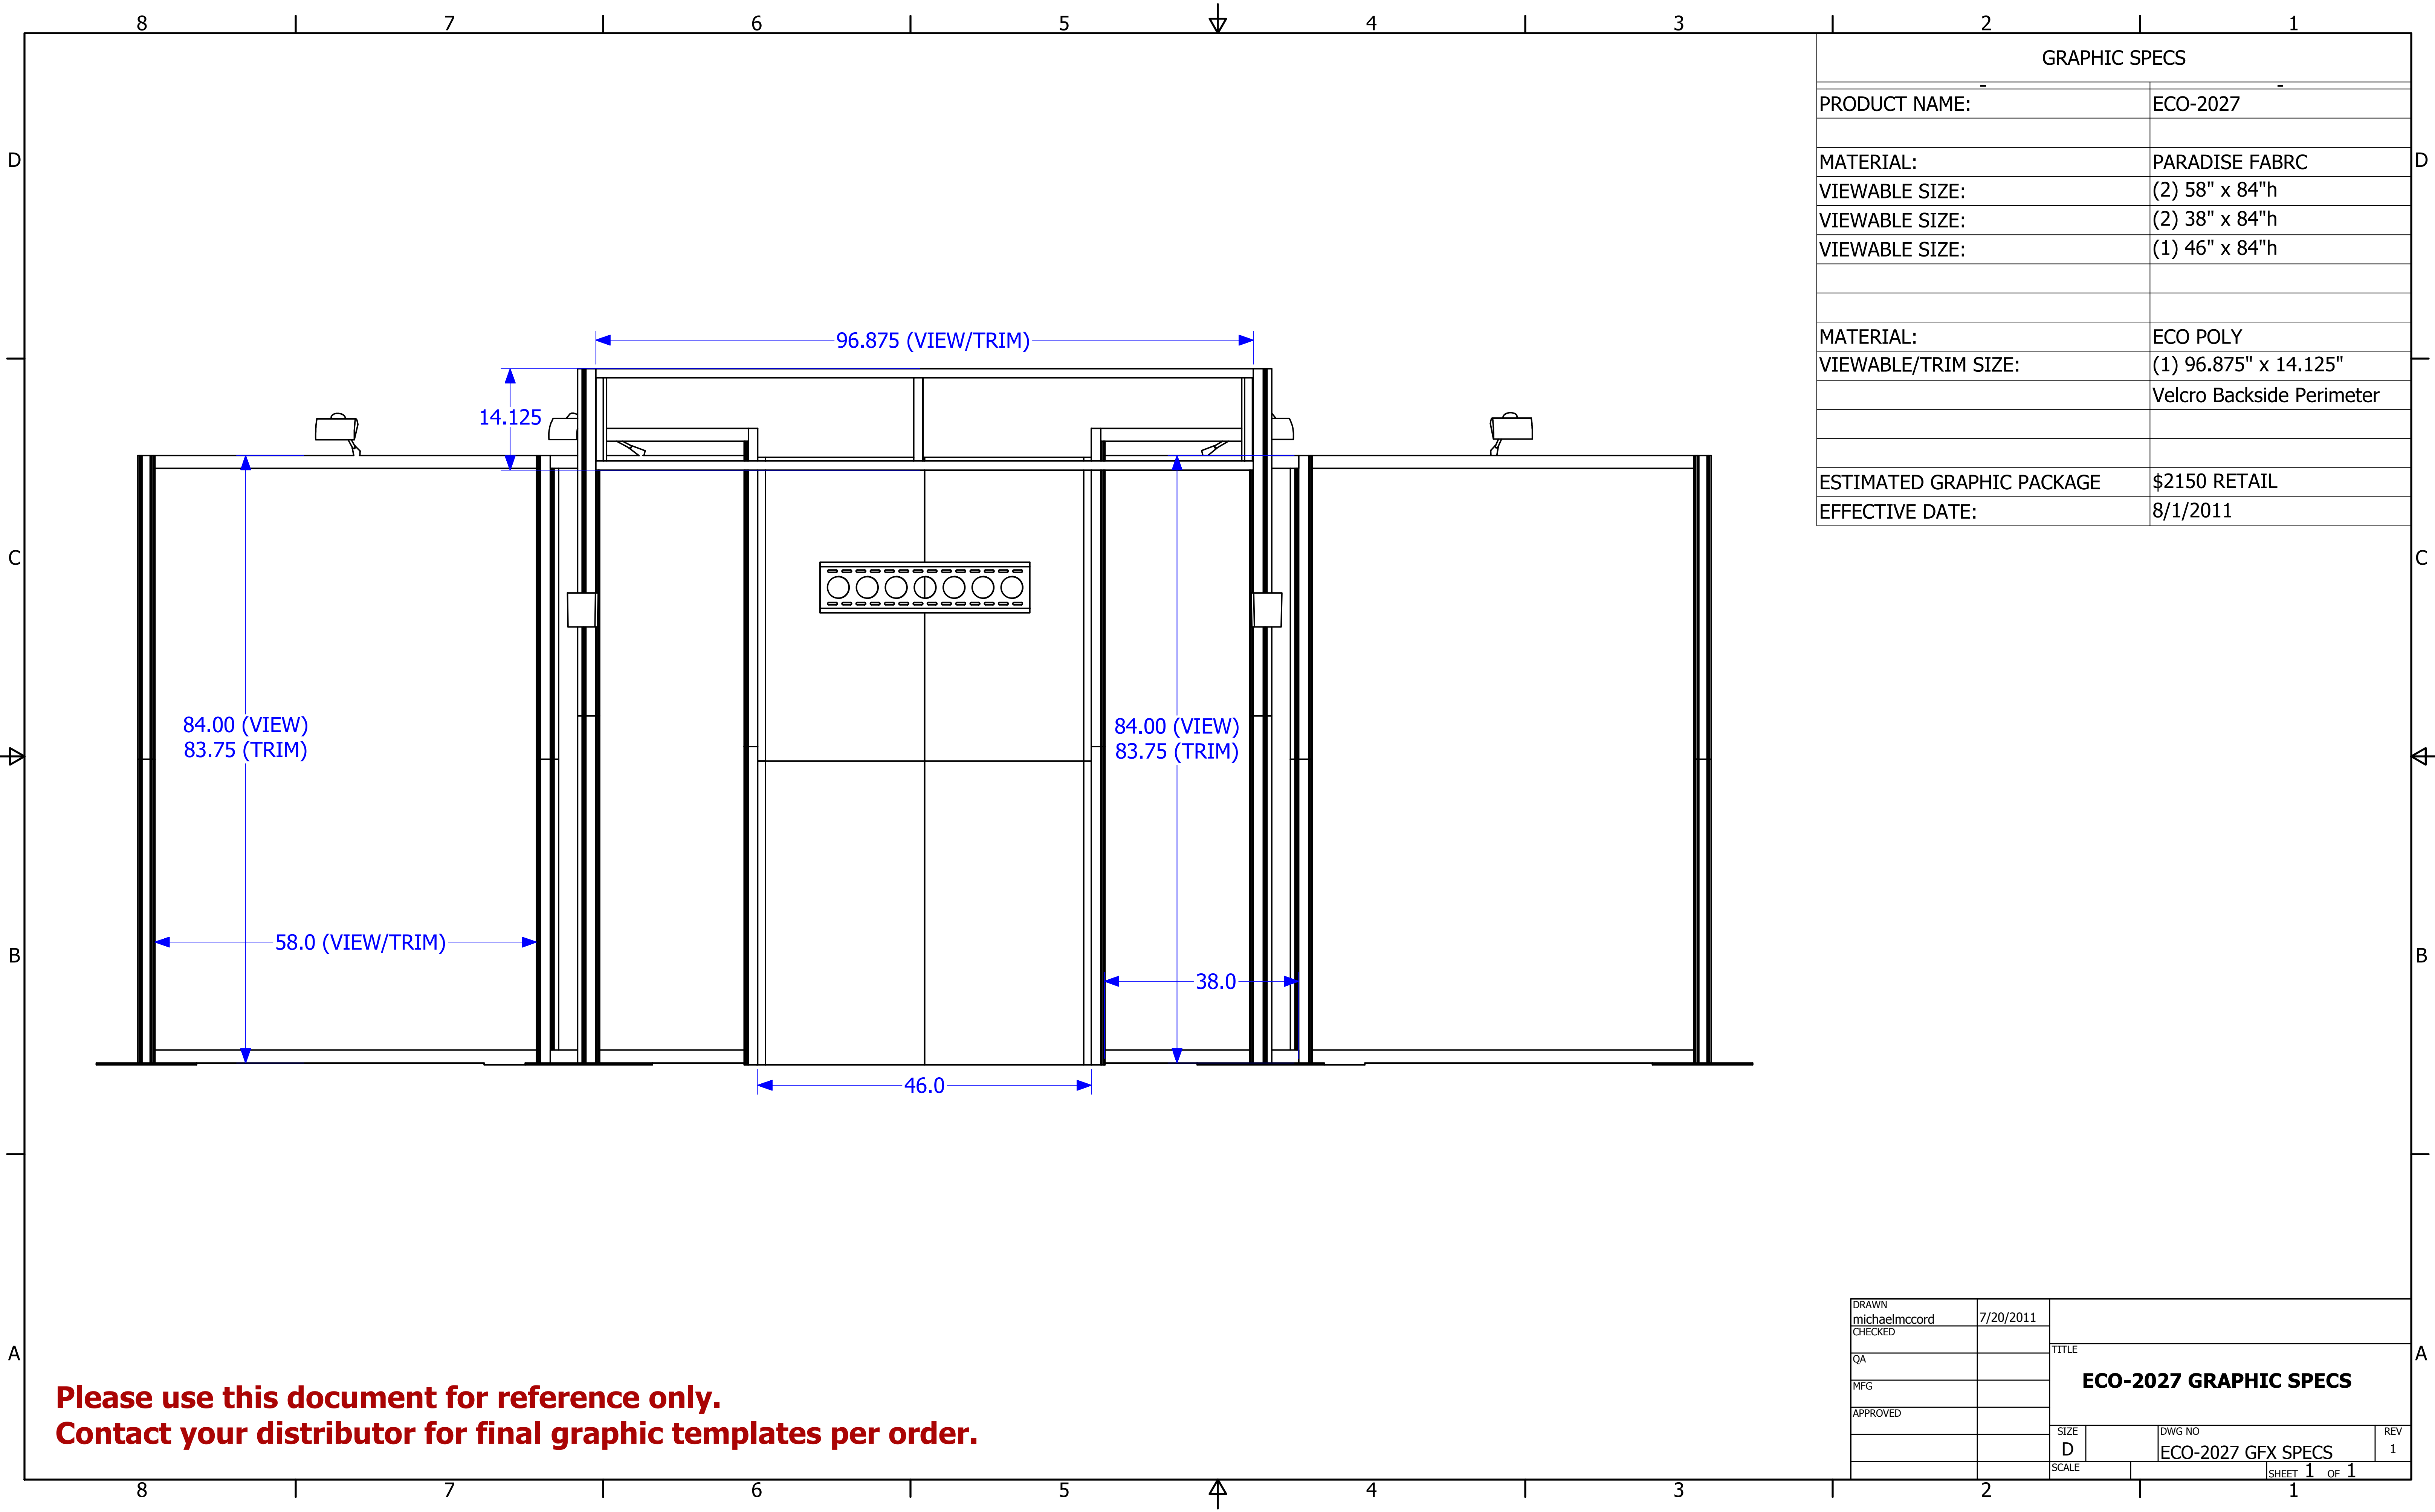 8 7 6 5 4 3 2 1
GRAPHIC SPECS
- -
PRODUCT NAME: ECO-2027
D D
MATERIAL: PARADISE FABRC
VIEWABLE SIZE: (2) 58" x 84"h
VIEWABLE SIZE: (2) 38" x 84"h
VIEWABLE SIZE: (1) 46" x 84"h
MATERIAL: ECO POLY
VIEWABLE/TRIM SIZE: (1) 96.875" x 14.125"
Velcro Backside Perimeter
ESTIMATED GRAPHIC PACKAGE $2150 RETAIL
EFFECTIVE DATE: 8/1/2011
96.875 (VIEW/TRIM)
14.125
C C
84.00 (VIEW)
83.75 (TRIM)
84.00 (VIEW)
83.75 (TRIM)
58.0 (VIEW/TRIM)
B B
38.0
46.0
A A
Please use this document for reference only.
Contact your distributor for final graphic templates per order.
DRAWN
michaelmccord 7/20/2011
CHECKED
QA
MFG
APPROVED
TITLE
ECO-2027 GRAPHIC SPECS
SIZE
D
DWG NO
ECO-2027 GFX SPECS
REV
1
SCALE
SHEET 1 OF 1
8 7 6 5 4 3 2 1